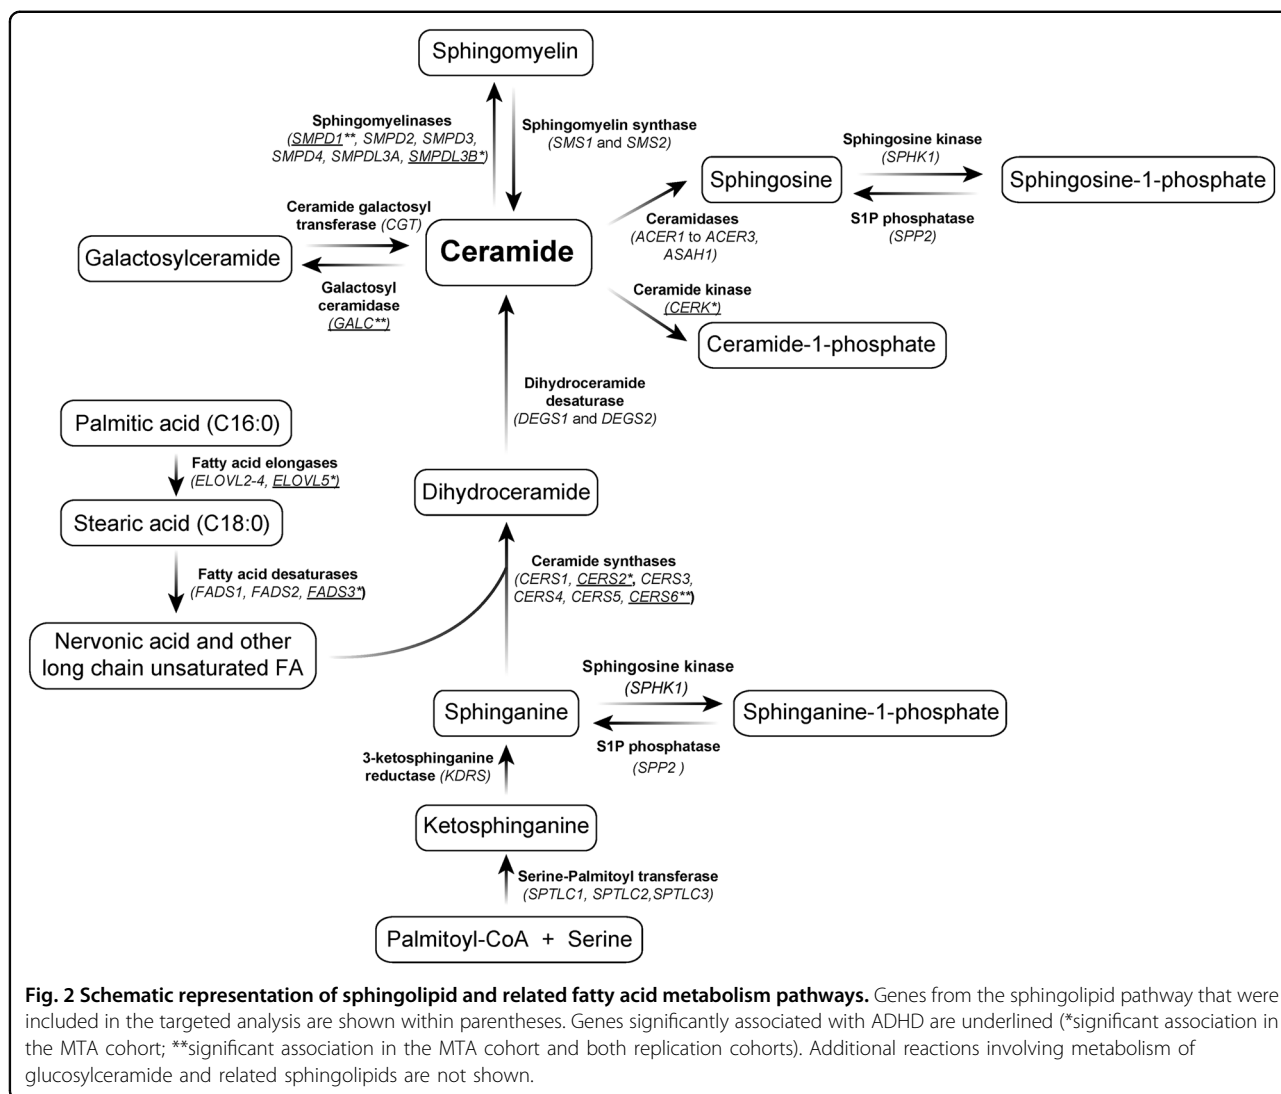 Sphingomyelin
Sphingomyelinases
(SMPD1**, SMPD2, SMPD3,
SMPD4, SMPDL3A, SMPDL3B*)
Sphingomyelin synthase
(SMS1 and SMS2)
Sphingosine kinase
(SPHK1)
Sphingosine
Sphingosine-1-phosphate
S1P phosphatase
(SPP2)
Ceramide galactosyl
transferase (CGT)
Ceramidases
(ACER1 to ACER3,
ASAH1)
Galactosylceramide
Ceramide
Galactosyl
ceramidase
(GALC**)
Ceramide kinase
(CERK*)
Ceramide-1-phosphate
Dihydroceramide
desaturase
(DEGS1 and DEGS2)
Palmitic acid (C16:0)
Fatty acid elongases
(ELOVL2-4, ELOVL5*)
Dihydroceramide
Stearic acid (C18:0)
Fatty acid desaturases
(FADS1, FADS2, FADS3*)
Ceramide synthases
(CERS1, CERS2*, CERS3,
CERS4, CERS5, CERS6**)
Nervonic acid and other
long chain unsaturated FA
Sphingosine kinase
(SPHK1)
Sphinganine
Sphinganine-1-phosphate
S1P phosphatase
(SPP2 )
3-ketosphinganine
reductase (KDRS)
Ketosphinganine
Serine-Palmitoyl transferase
(SPTLC1, SPTLC2,SPTLC3)
Palmitoyl-CoA + Serine
Fig. 2 Schematic representation of sphingolipid and related fatty acid metabolism pathways. Genes from the sphingolipid pathway that were
included in the targeted analysis are shown within parentheses. Genes significantly associated with ADHD are underlined (*significant association in
the MTA cohort; **significant association in the MTA cohort and both replication cohorts). Additional reactions involving metabolism of
glucosylceramide and related sphingolipids are not shown.